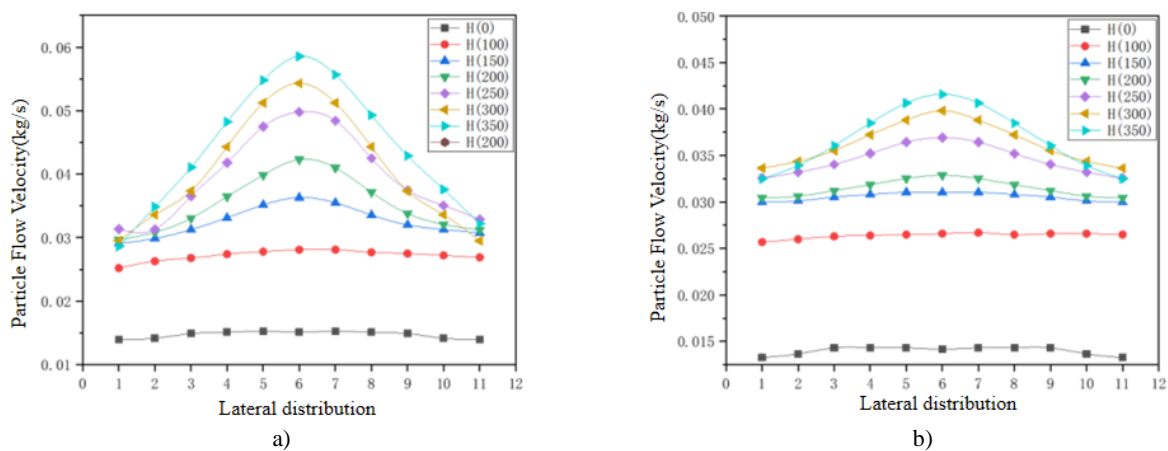 Particle Flow Velocity(kg/s)
0.06
0.05
0.04
0.03
0.02
0.01
H(0)
H(100)
H(150)
H(200)
H(250)
H(300)
H(350)
H(200)
0 1 2 3 4 5 6 7 8 9 10 11 12
Lateral distribution
a)
Particle Flow Velocity(kg/s)
0.050
0.045
0.040
0.035
0.030
0.025
0.020
0.015
H(0)
H(100)
H(150)
H(200)
H(250)
H(300)
H(350)
0 1 2 3 4 5 6 7 8 9 10 11 12
Lateral distribution
b)